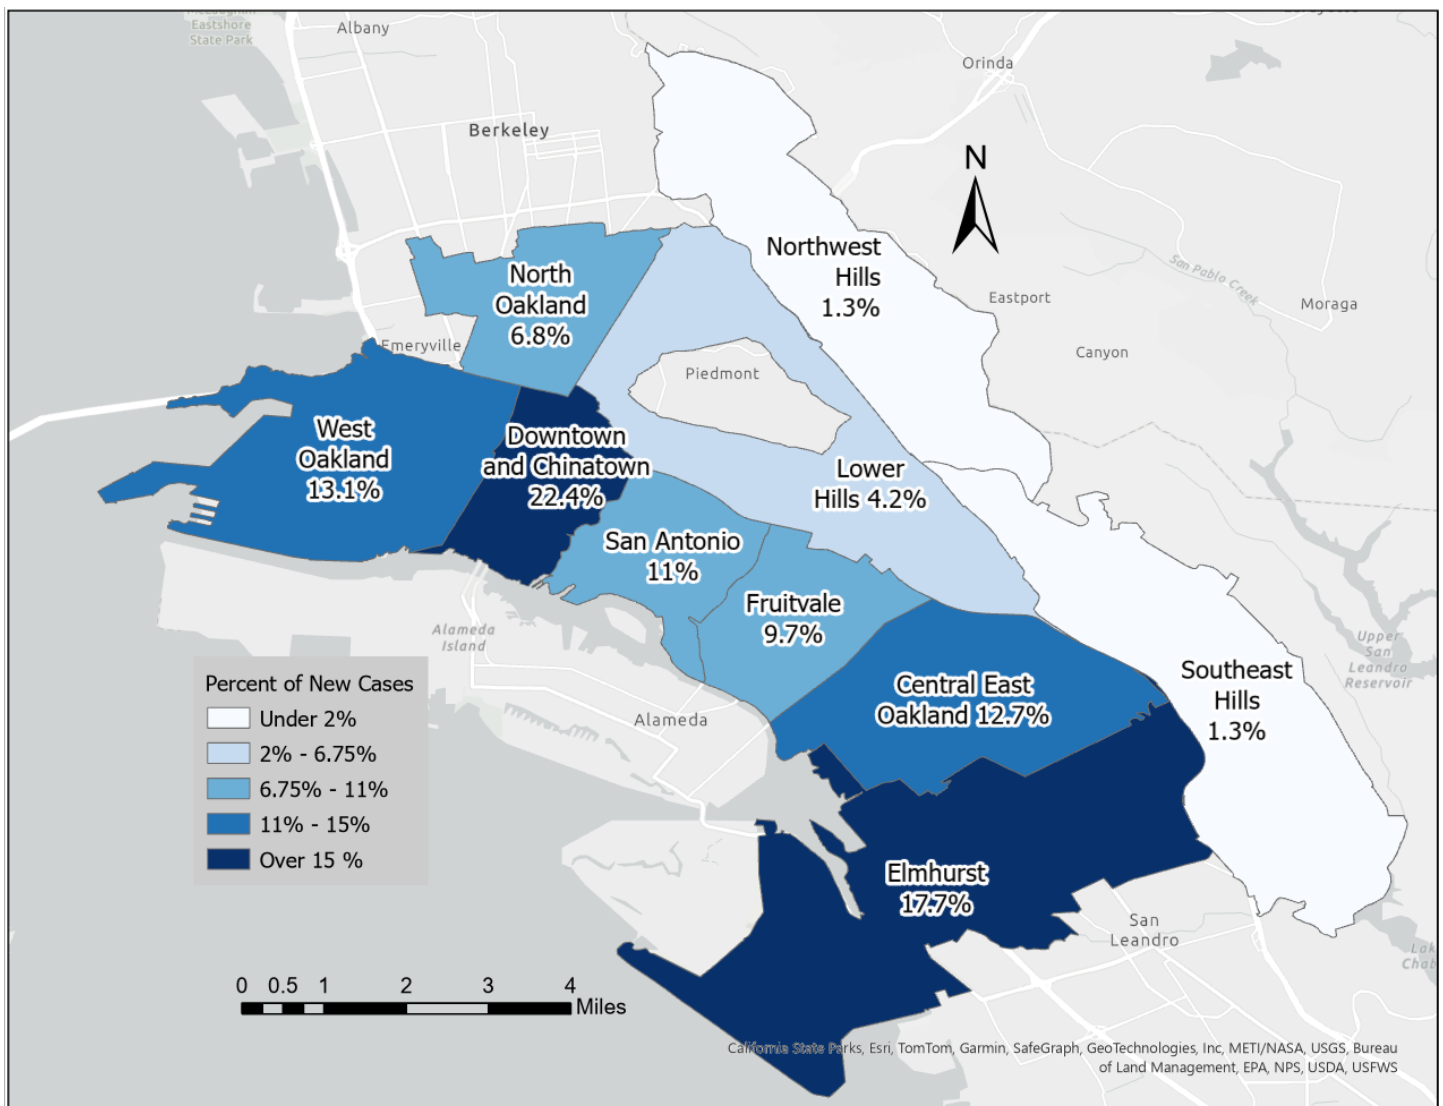 McLaughlin
Eastshore
State Park
Albany
Orinda
Berkeley
N
Northwest
Hills
1.3%
San Pablo Creek
Eastport
Moraga
North
Oakland
6.8%
Emeryville
Canyon
Piedmont
West
Oakland
13.1%
Downtown
and Chinatown
22.4%
Lower
Hills 4.2%
San Antonio
11%
Fruitvale
9.7%
Alameda
Island
Upper
San
Leandro
Reservoir
Southeast
Hills
1.3%
Central East
Oakland 12.7%
Alameda
Percent of New Cases
Under 2%
2% - 6.75%
6.75% - 11%
11% - 15%
Over 15 %
Elmhurst
17.7%
San
Leandro
Lak
Chab
0 0.5 1 2 3 4
Miles
California State Parks, Esri, TomTom, Garmin, SafeGraph, GeoTechnologies, Inc, METI/NASA, USGS, Bureau
of Land Management, EPA, NPS, USDA, USFWS